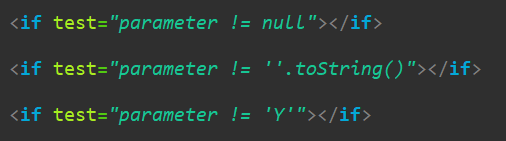 <if test="parameter != null"></if>
<if test="parameter != ''.toString()"></if>
<if test="parameter != 'Y'"></if>